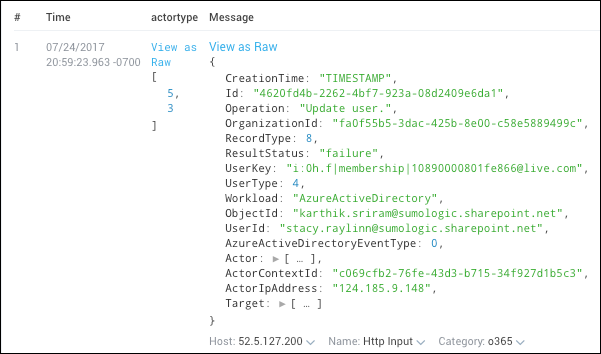 # Time actortype Message
1 07/24/2017 View as View as Raw
20:59:23.963 -0700 Raw {
[ CreationTime: "TIMESTAMP",
5, Id: "4620fd4b-2262-4bf7-923a-08d2409e6da1",
3 Operation: "Update user.",
] OrganizationId: "fa0f55b5-3dac-425b-8e00-c58e5889499c",
RecordType: 8,
ResultStatus: "failure",
UserKey: "i:0h.f|membership|10890000801fe866@live.com",
UserType: 4,
Workload: "AzureActiveDirectory",
ObjectId: "karthik.sriram@sumologic.sharepoint.net",
UserId: "stacy.raylinn@sumologic.sharepoint.net",
AzureActiveDirectoryEventType: 0,
Actor: ▶[ … ],
ActorContextId: "c069cfb2-76fe-43d3-b715-34f927d1b5c3",
ActorIpAddress: "124.185.9.148",
Target: ▶[ … ]
}
Host: 52.5.127.200 Name: Http Input Category: o365